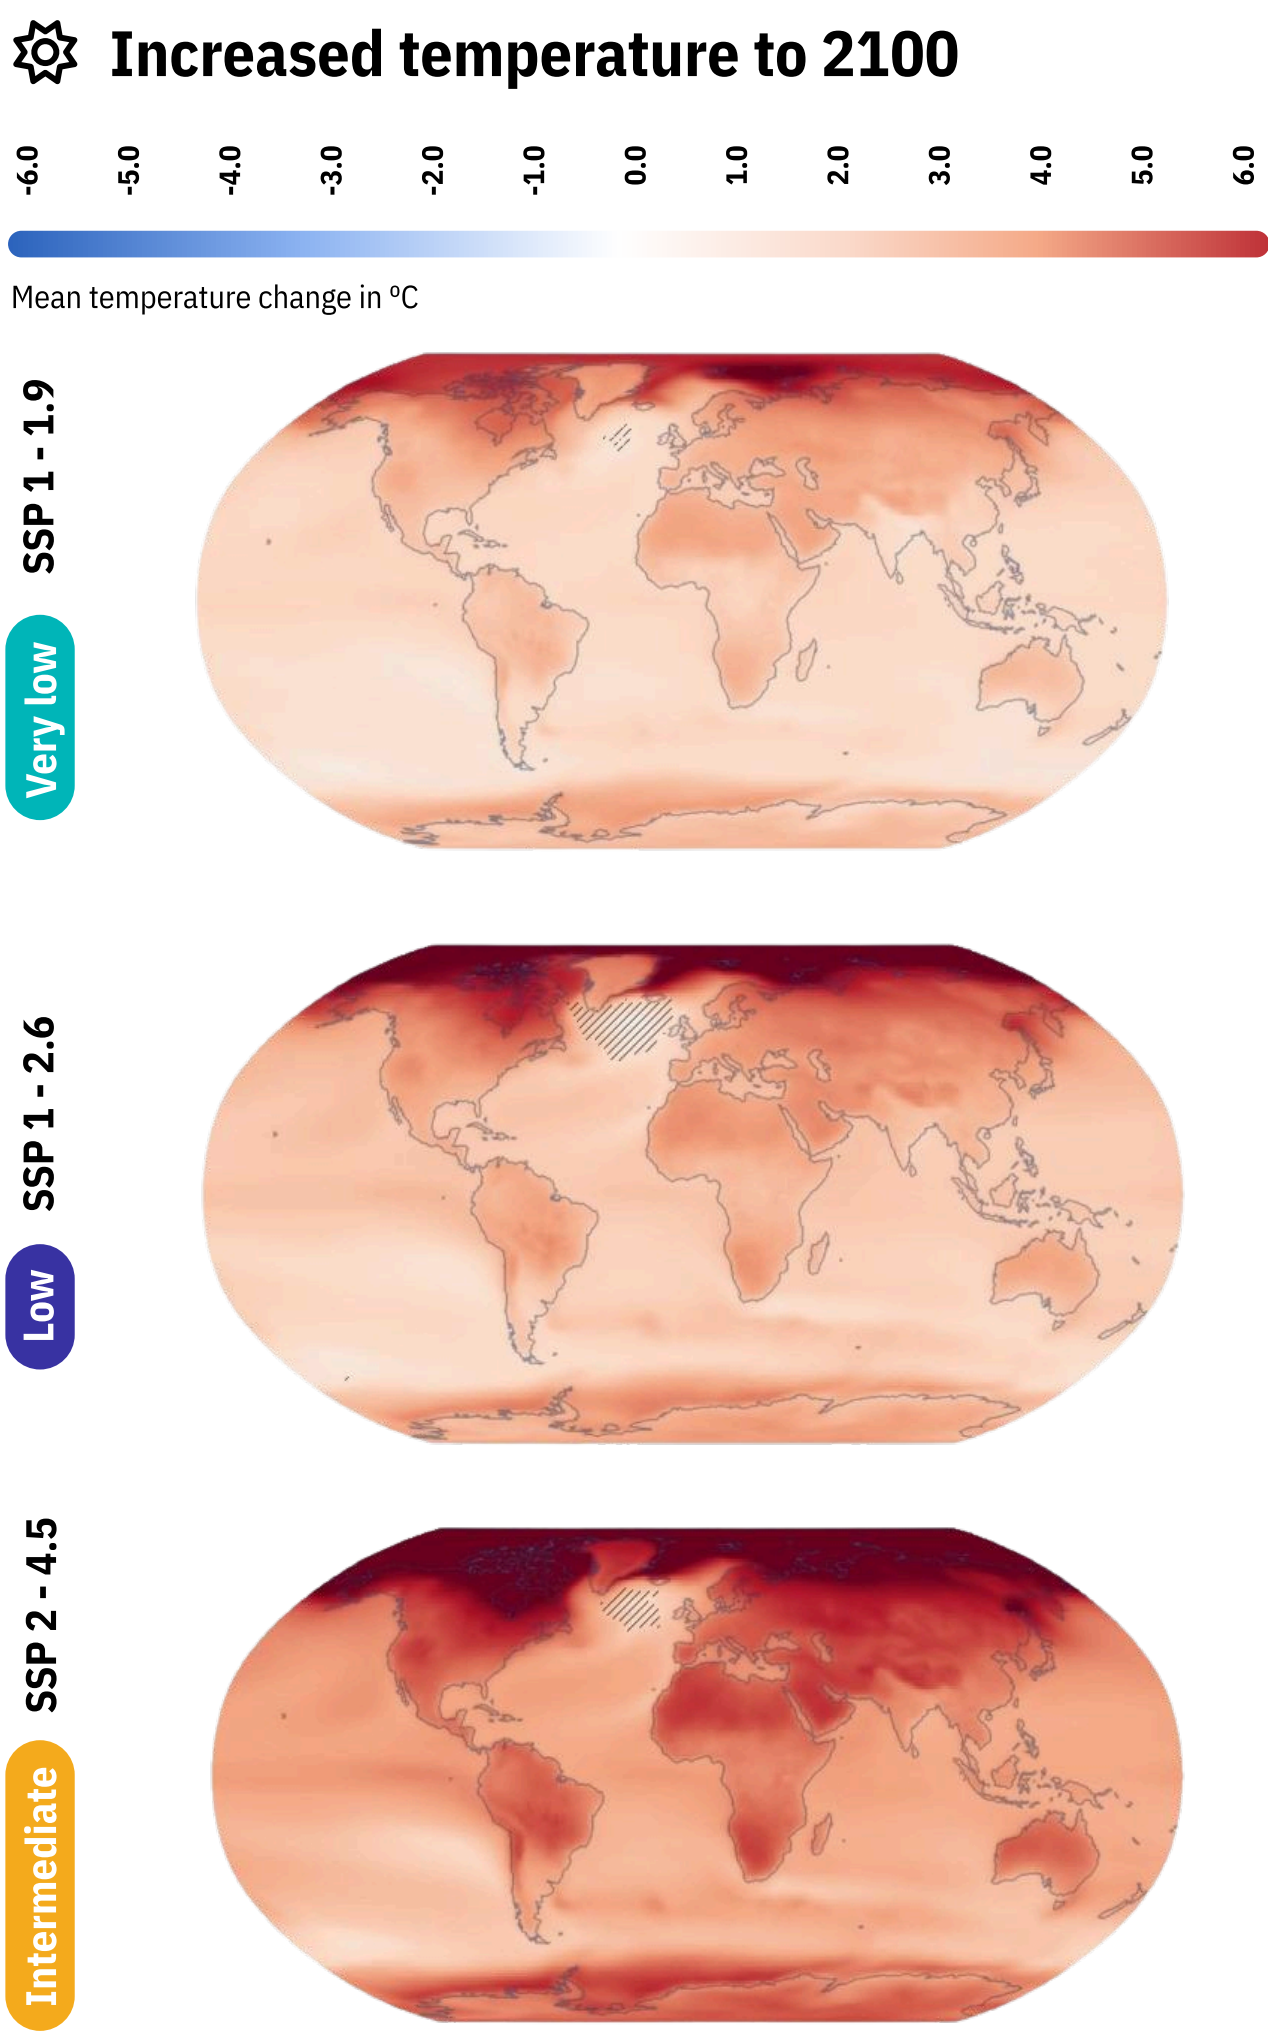 Increased temperature to 2100
-6.0 -5.0 -4.0 -3.0 -2.0 -1.0 0.0 1.0 2.0 3.0 4.0 5.0 6.0
Mean temperature change in ºC
Very low SSP 1 - 1.9
Low SSP 1 - 2.6
Intermediate SSP 2 - 4.5